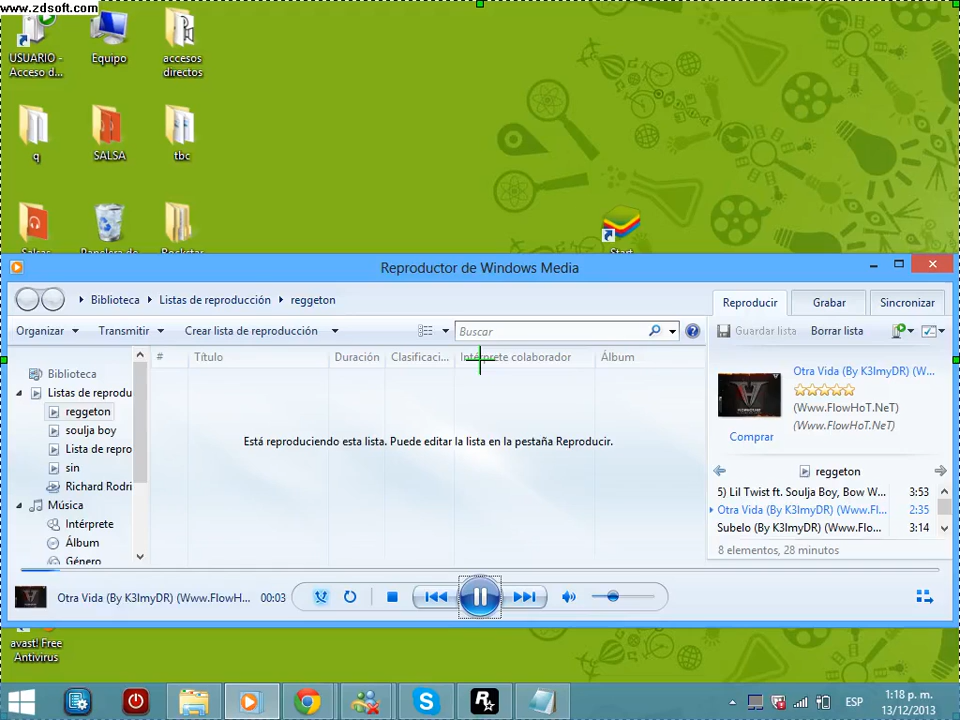 www.zdsoft.com
USUARIO -
Acceso d...
Equipo
accesos
directos
q
SALSA
tbc
Reproductor de Windows Media
Biblioteca
Listas de reproducción
reggeton
Reproducir
Grabar
Sincronizar
Organizar
Transmitir
Crear lista de reproducción
Buscar
Guardar lista
Borrar lista
#
Título
Duración
Clasificaci...
Intérprete colaborador
Álbum
Biblioteca
Listas de reprodu
reggeton
soulja boy
Lista de repro
sin
Richard Rodri
Música
Intérprete
Álbum
Género
Está reproduciendo esta lista. Puede editar la lista en la pestaña Reproducir.
Otra Vida (By K3lmyDR) (W...
(Www.FlowHoT.NeT)
(Www.FlowHoT.NeT)
Comprar
reggeton
5) Lil Twist ft. Soulja Boy, Bow W... 3:53
Otra Vida (By K3lmyDR) (Www.Fl... 2:35
Subelo (By K3lmyDR) (Www.Flo... 3:14
8 elementos, 28 minutos
Otra Vida (By K3lmyDR) (Www.FlowH... 00:03
avast! Free
Antivirus
ESP
1:18 p. m.
13/12/2013